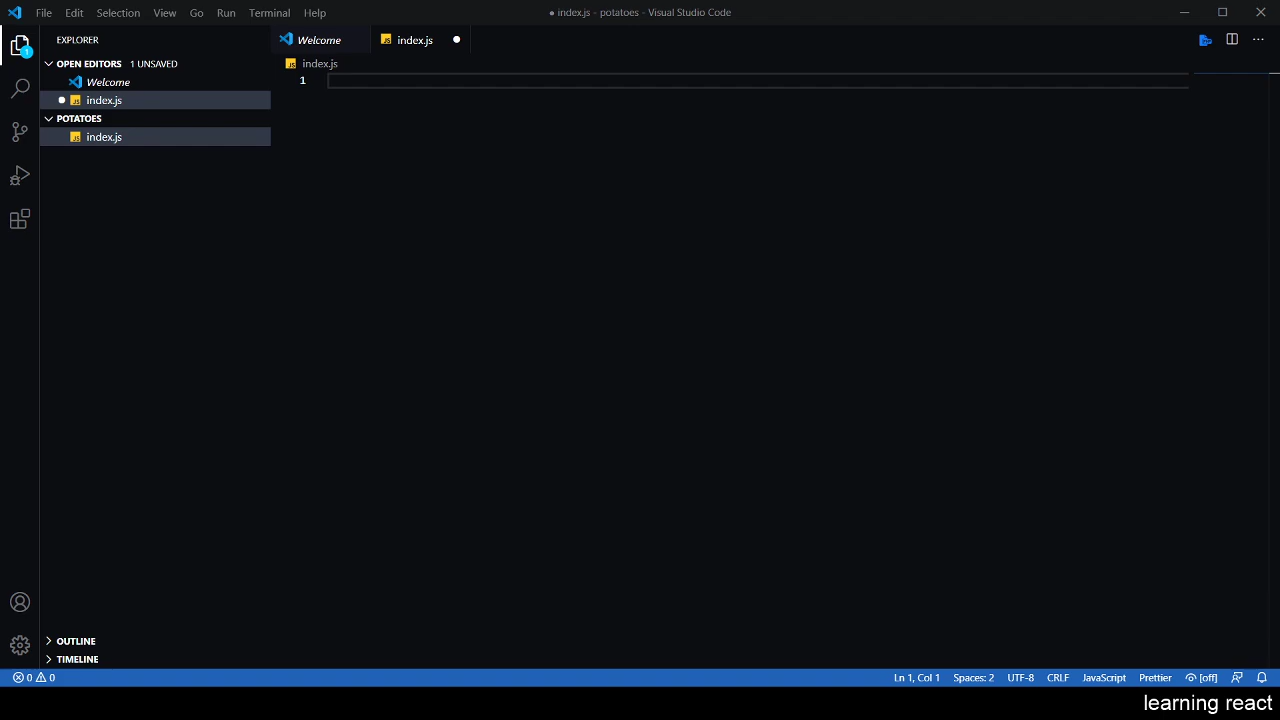 File Edit Selection View Go Run Terminal Help ● index.js - potatoes - Visual Studio Code
EXPLORER
Welcome index.js
OPEN EDITORS 1 UNSAVED
index.js
Welcome
1
index.js
POTATOES
index.js
OUTLINE
TIMELINE
0 0 Ln 1, Col 1 Spaces: 2 UTF-8 CRLF JavaScript Prettier [off]
learning react